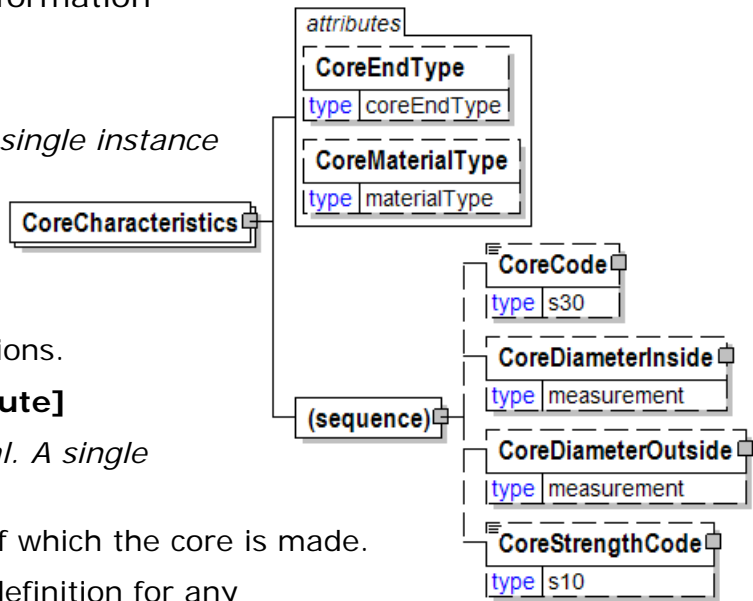 formation
single instance
ions.
ute]
l. A single
f which the core is made.
definition for any
CoreCharacteristics
attributes
CoreEndType
type coreEndType
CoreMaterialType
type materialType
(sequence)
CoreCode
type s30
CoreDiameterInside
type measurement
CoreDiameterOutside
type measurement
CoreStrengthCode
type s10